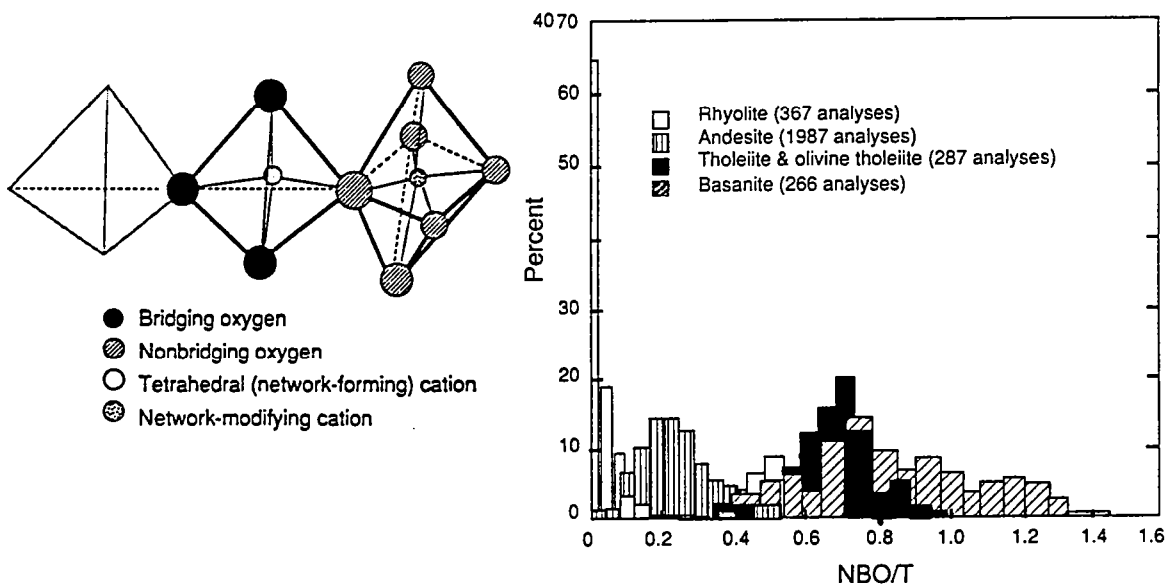 Bridging oxygen
Nonbridging oxygen
Tetrahedral (network-forming) cation
Network-modifying cation
4070
60
50
30
20
10
0
Percent
Rhyolite (367 analyses)
Andesite (1987 analyses)
Tholeiite & olivine tholeiite (287 analyses)
Basanite (266 analyses)
0 0.2 0.4 0.6 0.8 1.0 1.2 1.4 1.6
NBO/T